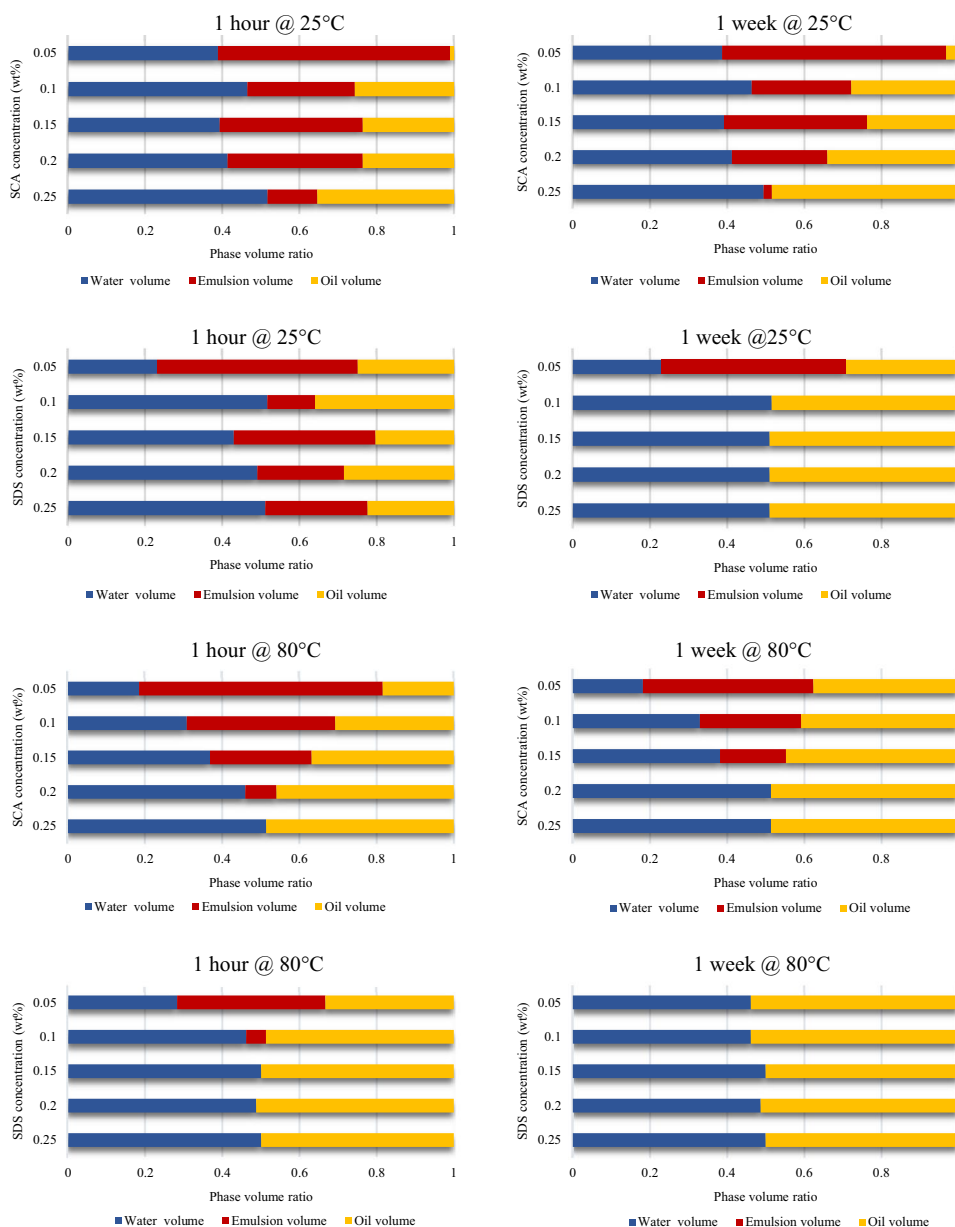 1 hour @ 25°C
SCA concentration (wt%)
0.05
0.1
0.15
0.2
0.25
0 0.2 0.4 0.6 0.8 1
Phase volume ratio
Water volume Emulsion volume Oil volume
1 week @ 25°C
SCA concentration (wt%)
0.05
0.1
0.15
0.2
0.25
0 0.2 0.4 0.6 0.8
Phase volume ratio
Water volume Emulsion volume Oil volume
1 hour @ 25°C
SDS concentration (wt%)
0.05
0.1
0.15
0.2
0.25
0 0.2 0.4 0.6 0.8 1
Phase volume ratio
Water volume Emulsion volume Oil volume
1 week @25°C
SDS concentration (wt%)
0.05
0.1
0.15
0.2
0.25
0 0.2 0.4 0.6 0.8
Phase volume ratio
Water volume Emulsion volume Oil volume
1 hour @ 80°C
SCA concentration (wt%)
0.05
0.1
0.15
0.2
0.25
0 0.2 0.4 0.6 0.8 1
Phase volume ratio
Water volume Emulsion volume Oil volume
1 week @ 80°C
SCA concentration (wt%)
0.05
0.1
0.15
0.2
0.25
0 0.2 0.4 0.6 0.8
Phase volume ratio
Water volume Emulsion volume Oil volume
1 hour @ 80°C
SDS concentration (wt%)
0.05
0.1
0.15
0.2
0.25
0 0.2 0.4 0.6 0.8 1
Phase volume ratio
Water volume Emulsion volume Oil volume
1 week @ 80°C
SDS concentration (wt%)
0.05
0.1
0.15
0.2
0.25
0 0.2 0.4 0.6 0.8
Phase volume ratio
Water volume Emulsion volume Oil volume